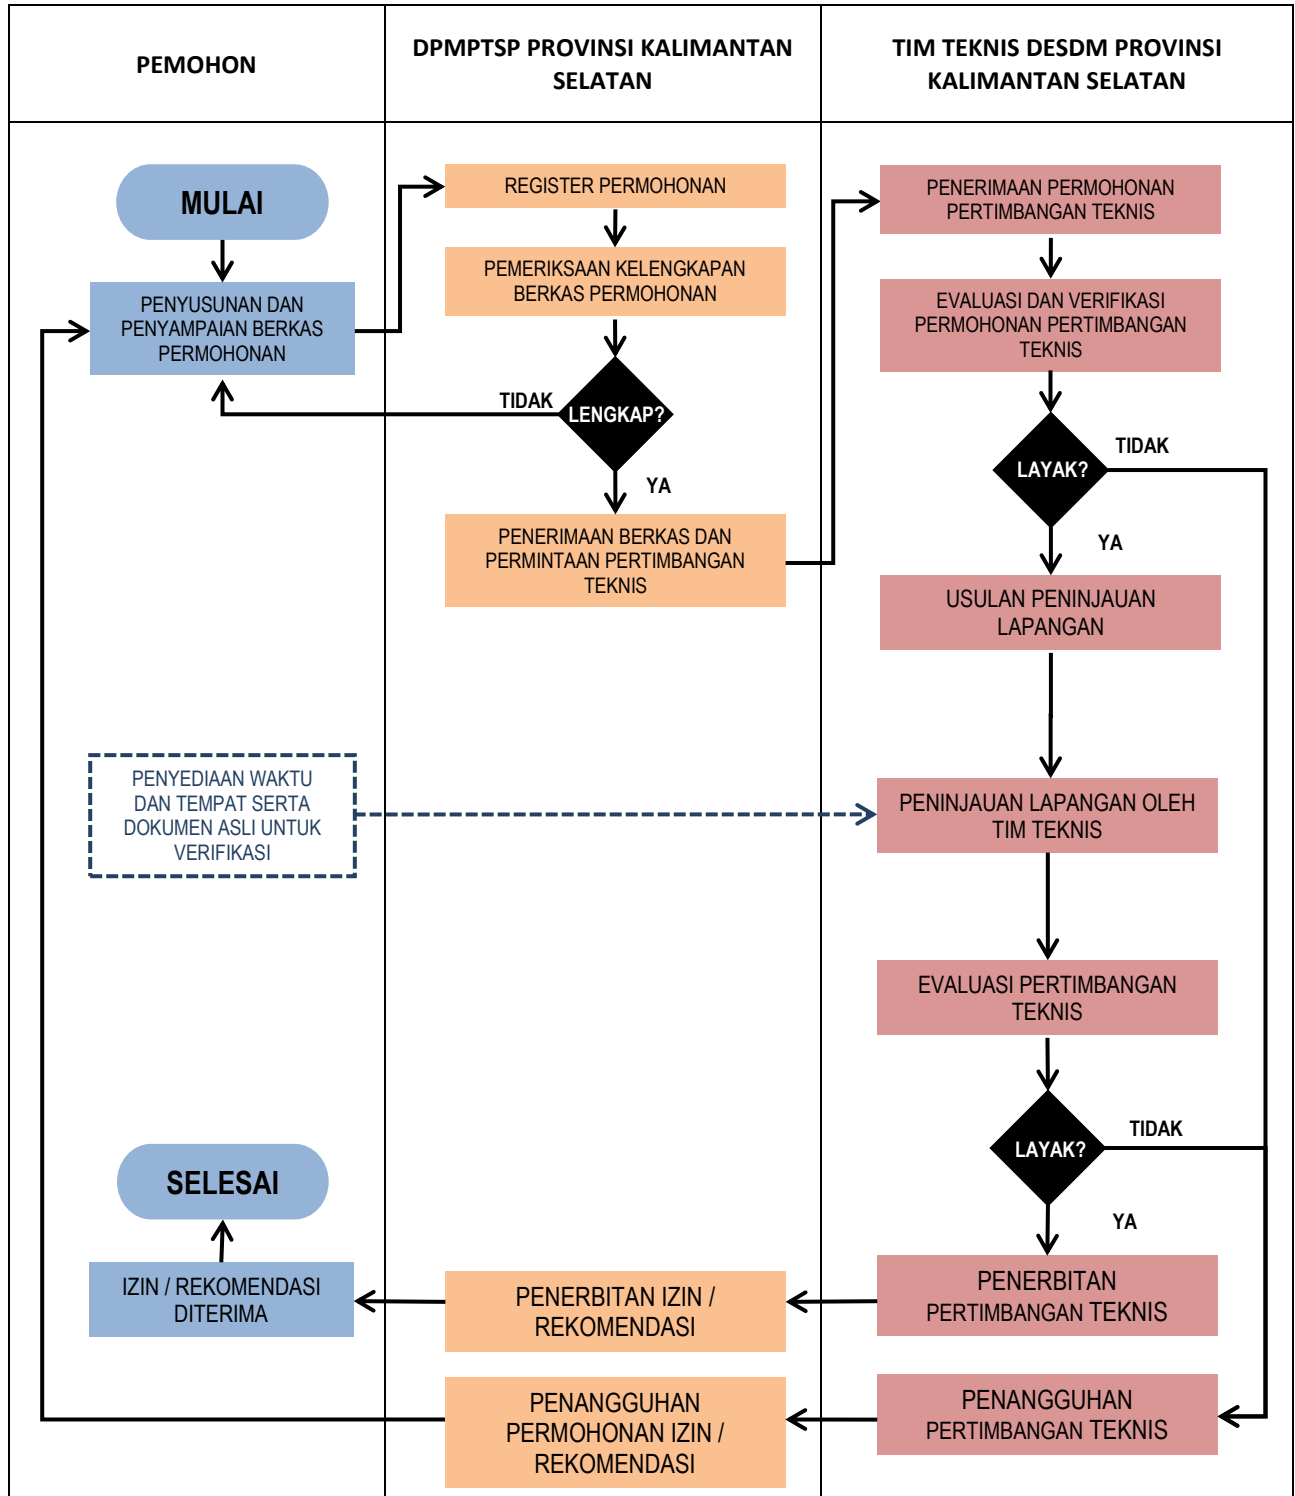 PEMOHON
DPMPTSP PROVINSI KALIMANTAN
SELATAN
TIM TEKNIS DESDM PROVINSI
KALIMANTAN SELATAN
MULAI
PENYUSUNAN DAN
PENYAMPAIAN BERKAS
PERMOHONAN
REGISTER PERMOHONAN
PEMERIKSAAN KELENGKAPAN
BERKAS PERMOHONAN
TIDAK
LENGKAP?
YA
PENERIMAAN BERKAS DAN
PERMINTAAN PERTIMBANGAN
TEKNIS
PENERIMAAN PERMOHONAN
PERTIMBANGAN TEKNIS
EVALUASI DAN VERIFIKASI
PERMOHONAN PERTIMBANGAN
TEKNIS
LAYAK?
TIDAK
YA
USULAN PENINJAUAN
LAPANGAN
PENYEDIAAN WAKTU
DAN TEMPAT SERTA
DOKUMEN ASLI UNTUK
VERIFIKASI
PENINJAUAN LAPANGAN OLEH
TIM TEKNIS
EVALUASI PERTIMBANGAN
TEKNIS
LAYAK?
TIDAK
YA
PENERBITAN
PERTIMBANGAN TEKNIS
PENERBITAN IZIN /
REKOMENDASI
IZIN / REKOMENDASI
DITERIMA
SELESAI
PENANGGUHAN
PERTIMBANGAN TEKNIS
PENANGGUHAN
PERMOHONAN IZIN /
REKOMENDASI